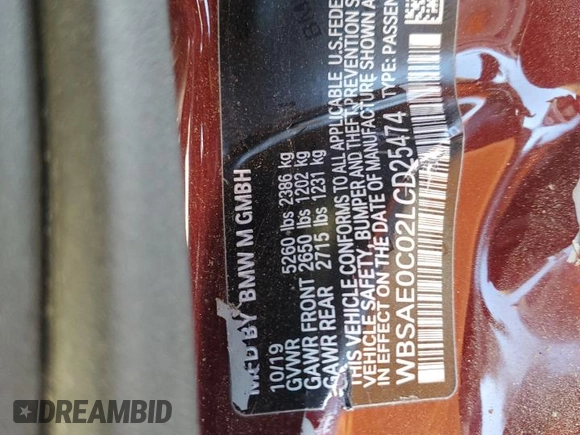 MFD BY BMW M GMBH
10/19
GVWR 5260 lbs 2386 kg
GAWR FRONT 2650 lbs 1202 kg
GAWR REAR 2715 lbs 1231 kg
THIS VEHICLE CONFORMS TO ALL APPLICABLE U.S.FEDE
VEHICLE SAFETY, BUMPER AND THEFT PREVENTION S
IN EFFECT ON THE DATE OF MANUFACTURE SHOWN A
WBSAE0C02LCD25474 TYPE: PASSEN
DREAMBID